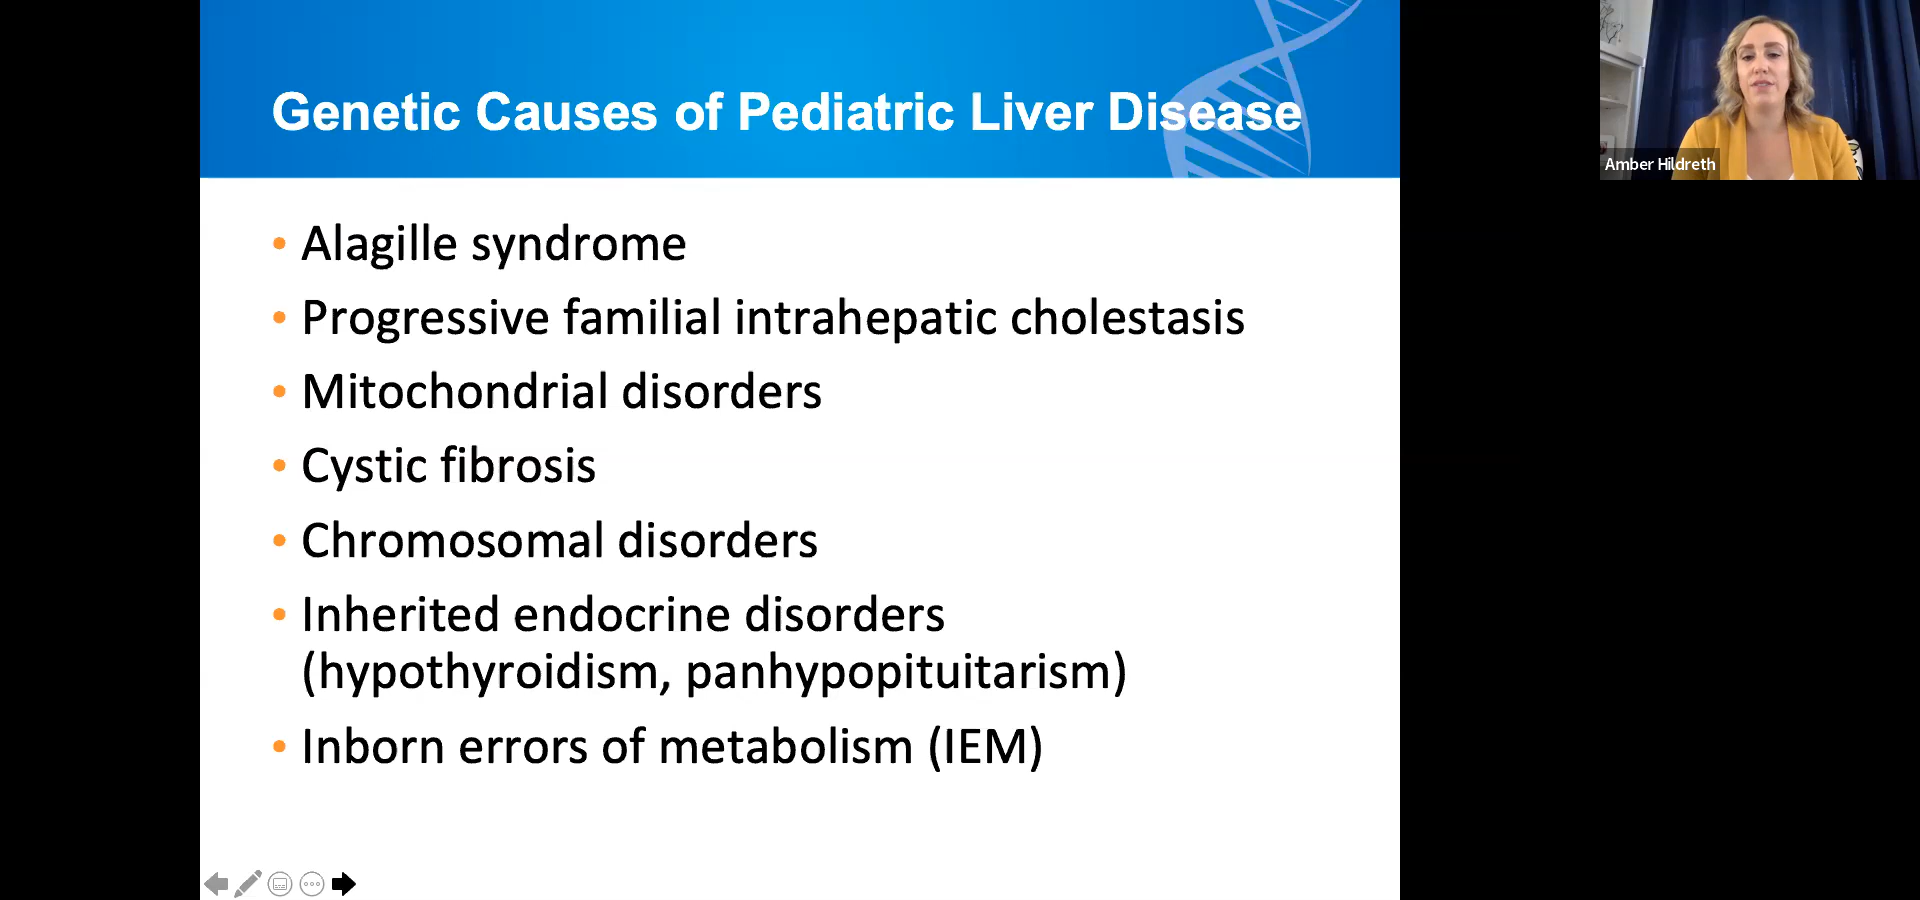 Genetic Causes of Pediatric Liver Disease
• Alagille syndrome
• Progressive familial intrahepatic cholestasis
• Mitochondrial disorders
• Cystic fibrosis
• Chromosomal disorders
• Inherited endocrine disorders
(hypothyroidism, panhypopituitarism)
• Inborn errors of metabolism (IEM)
Amber Hildreth